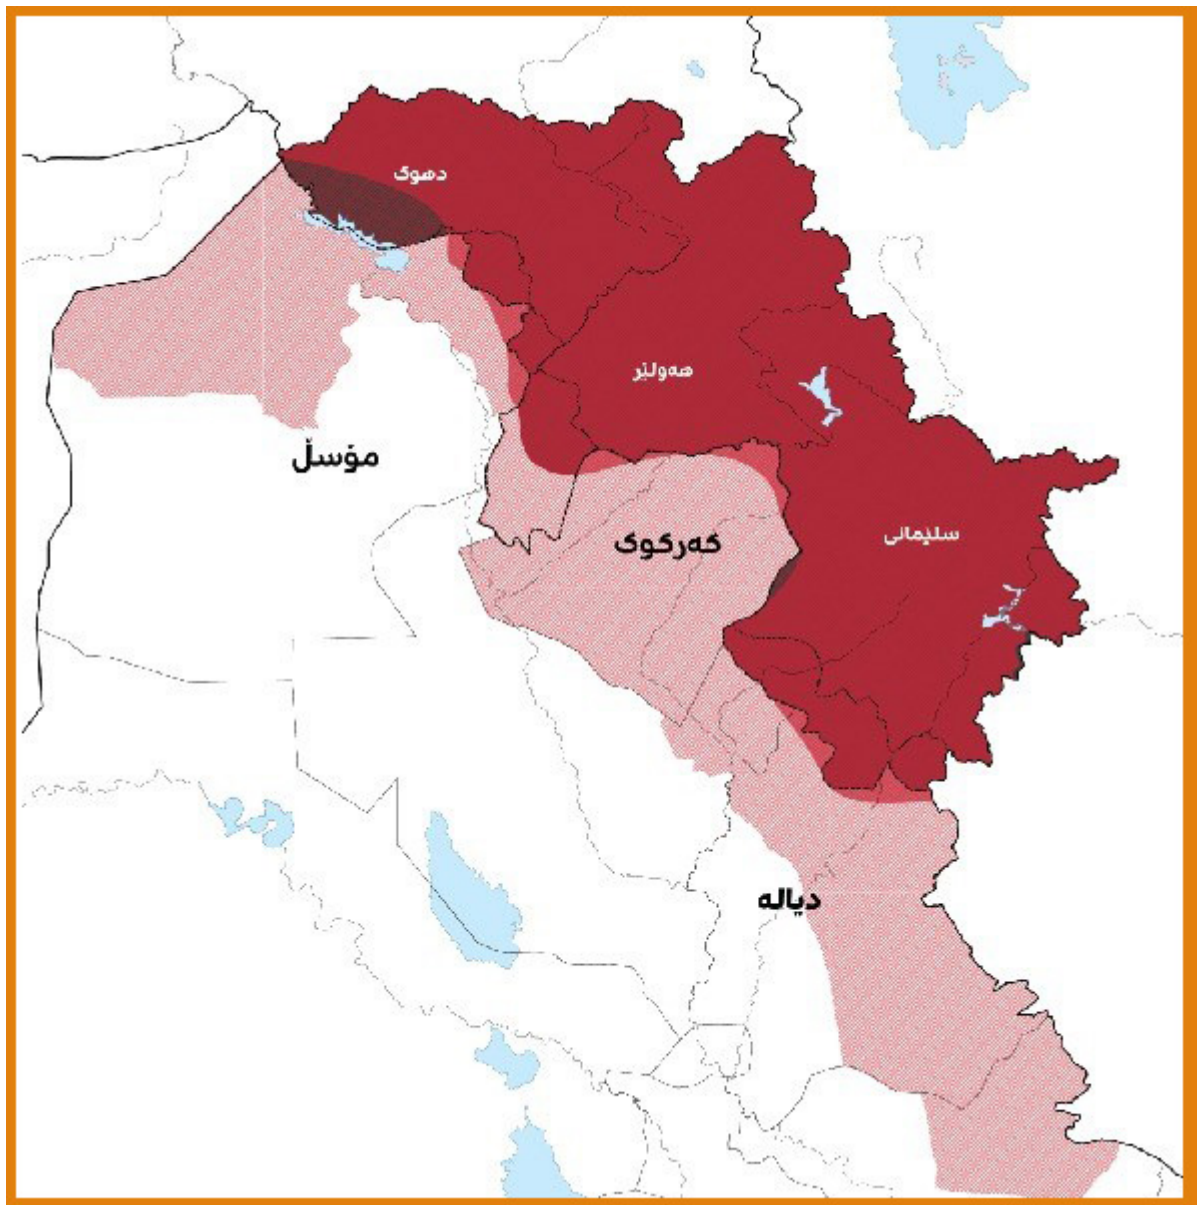 دهوک
هەولێر
مۆسڵ
کەرکوک
سلێمانی
دیالە